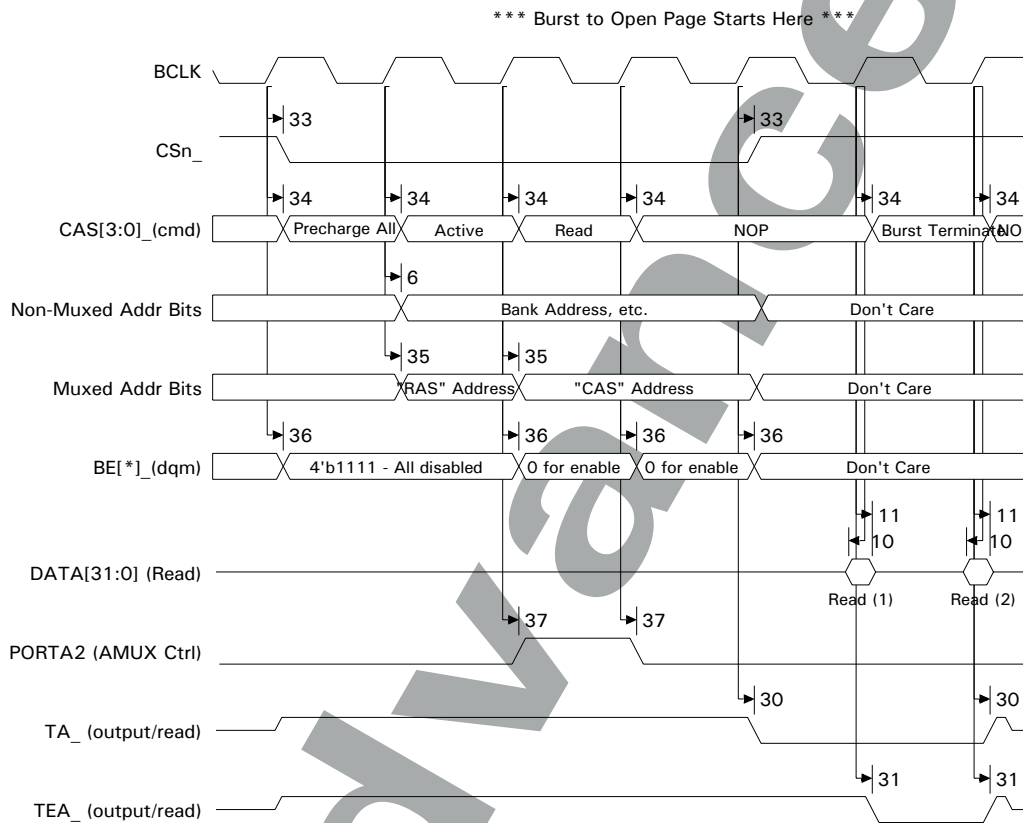 *** Burst to Open Page Starts Here ***
BCLK
33 33
CSn_
34 34 34 34 34 34
CAS[3:0]_(cmd) Precharge All Active Read NOP Burst Terminate NO
6
Non-Muxed Addr Bits Bank Address, etc. Don't Care
35 35
Muxed Addr Bits "RAS" Address "CAS" Address Don't Care
36 36 36 36
BE[*]_(dqm) 4'b1111 - All disabled 0 for enable 0 for enable Don't Care
11 11
10 10
DATA[31:0] (Read)
Read (1) Read (2)
37 37
PORTA2 (AMUX Ctrl)
30 30
TA_ (output/read)
31 31
TEA_ (output/read)